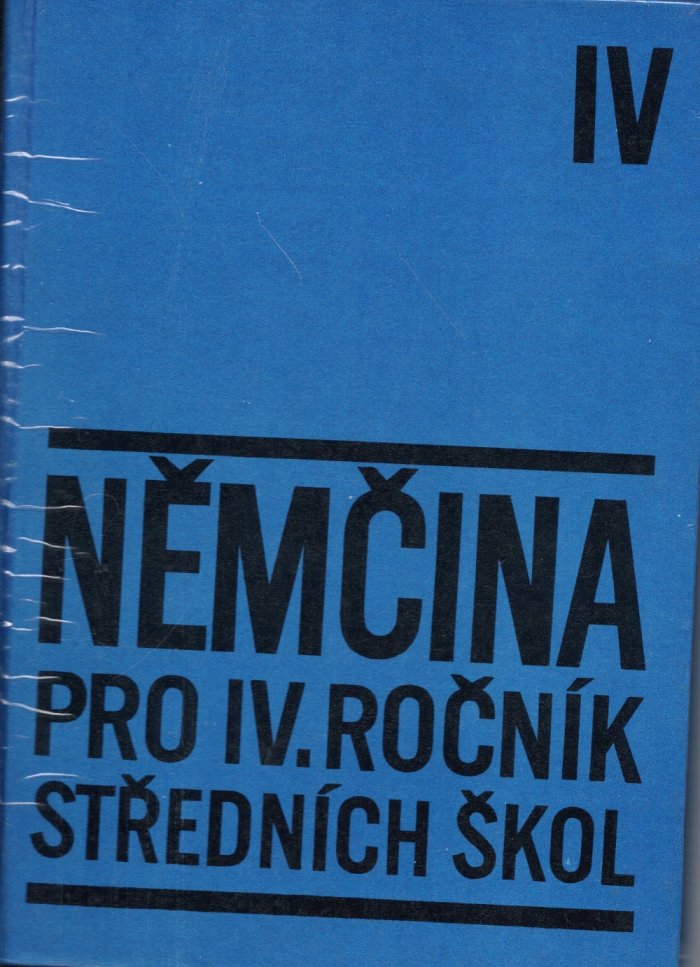 IV
NĚMČINA
PRO IV. ROČNÍK
STŘEDNÍCH ŠKOL